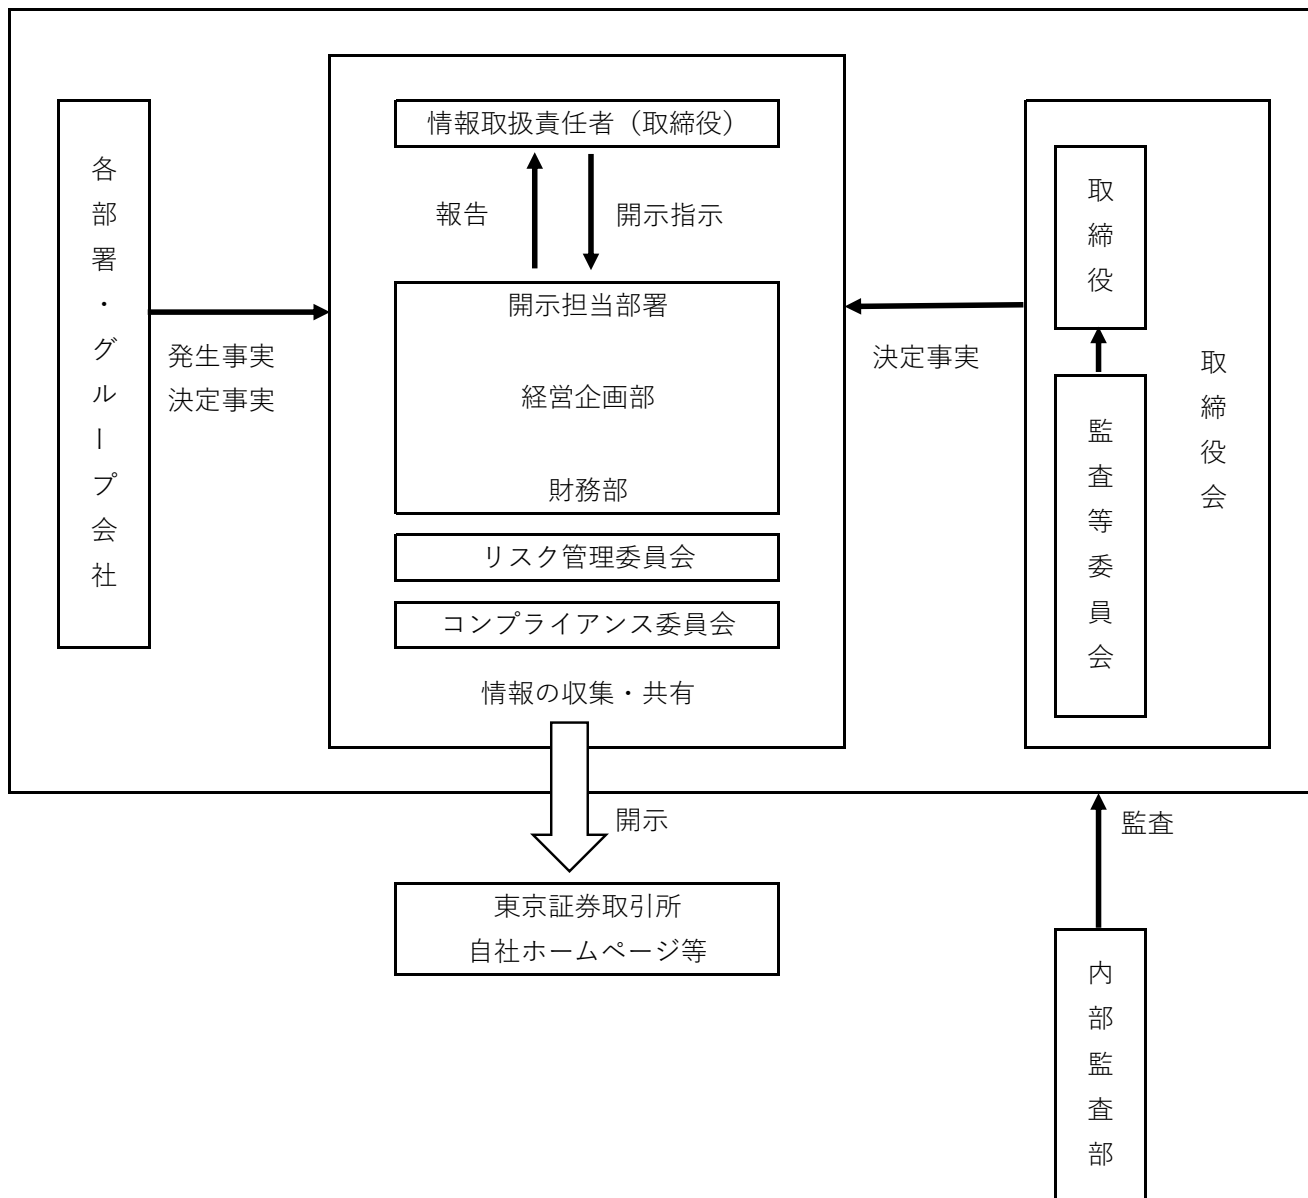 各部署・グループ会社
情報取扱責任者（取締役）
報告
開示指示
開示担当部署
経営企画部
財務部
リスク管理委員会
コンプライアンス委員会
情報の収集・共有
発生事実
決定事実
決定事実
取締役
監査等委員会
取締役会
開示
監査
東京証券取引所
自社ホームページ等
内部監査部